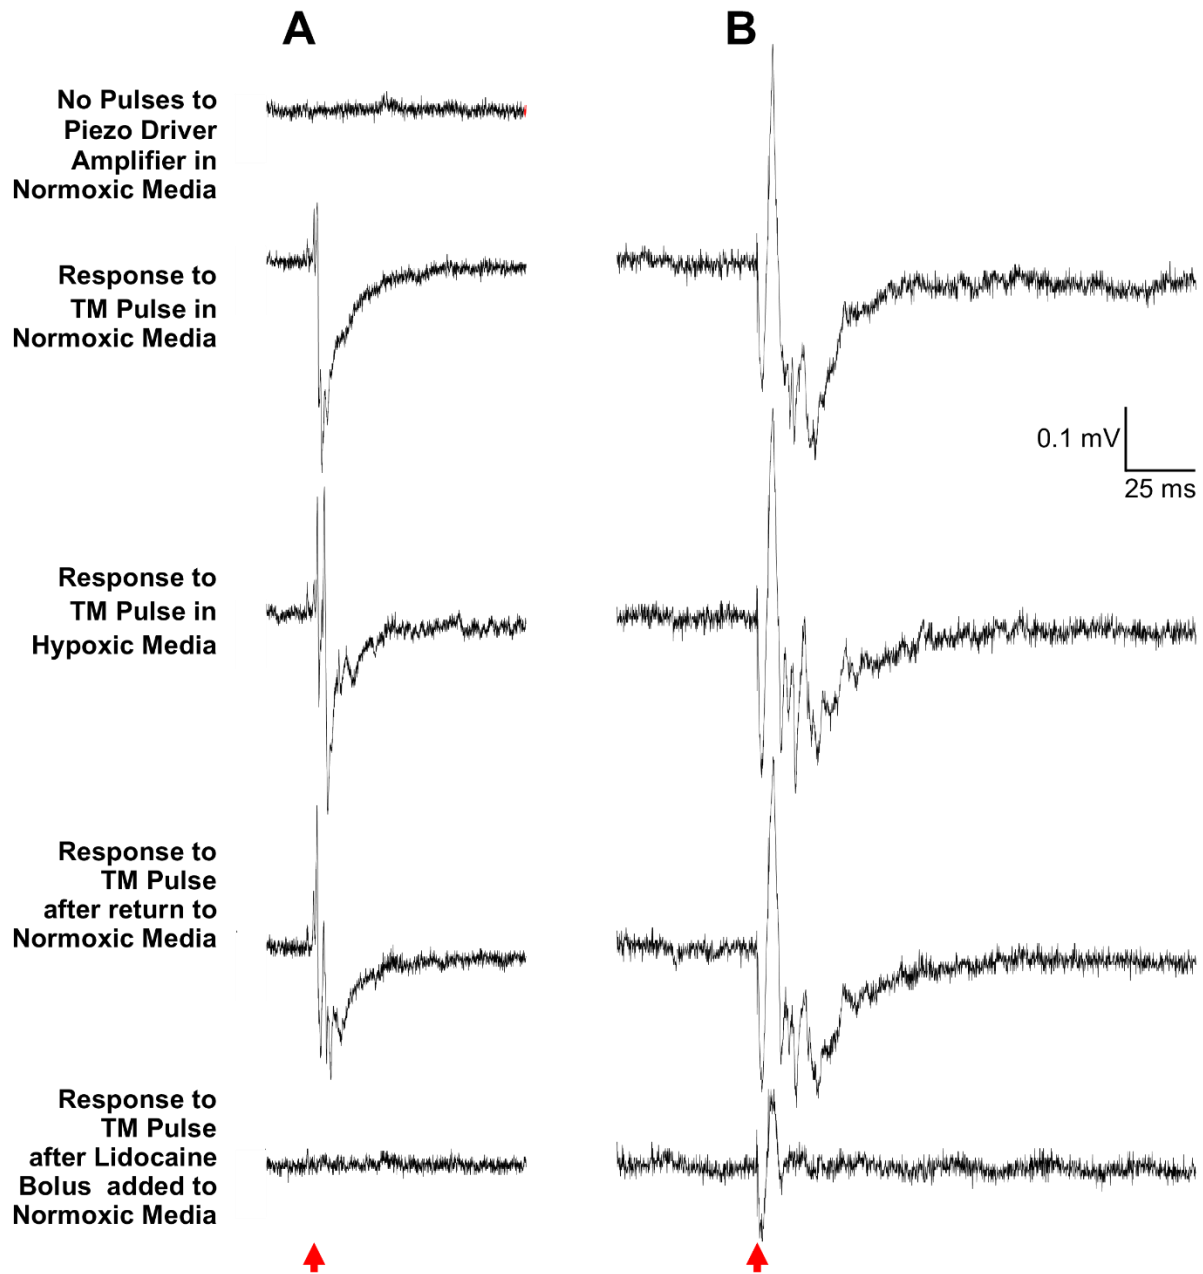 A
B
No Pulses to
Piezo Driver
Amplifier in
Normoxic Media
Response to
TM Pulse in
Normoxic Media
0.1 mV
25 ms
Response to
TM Pulse in
Hypoxic Media
Response to
TM Pulse
after return to
Normoxic Media
Response to
TM Pulse
after Lidocaine
Bolus added to
Normoxic Media